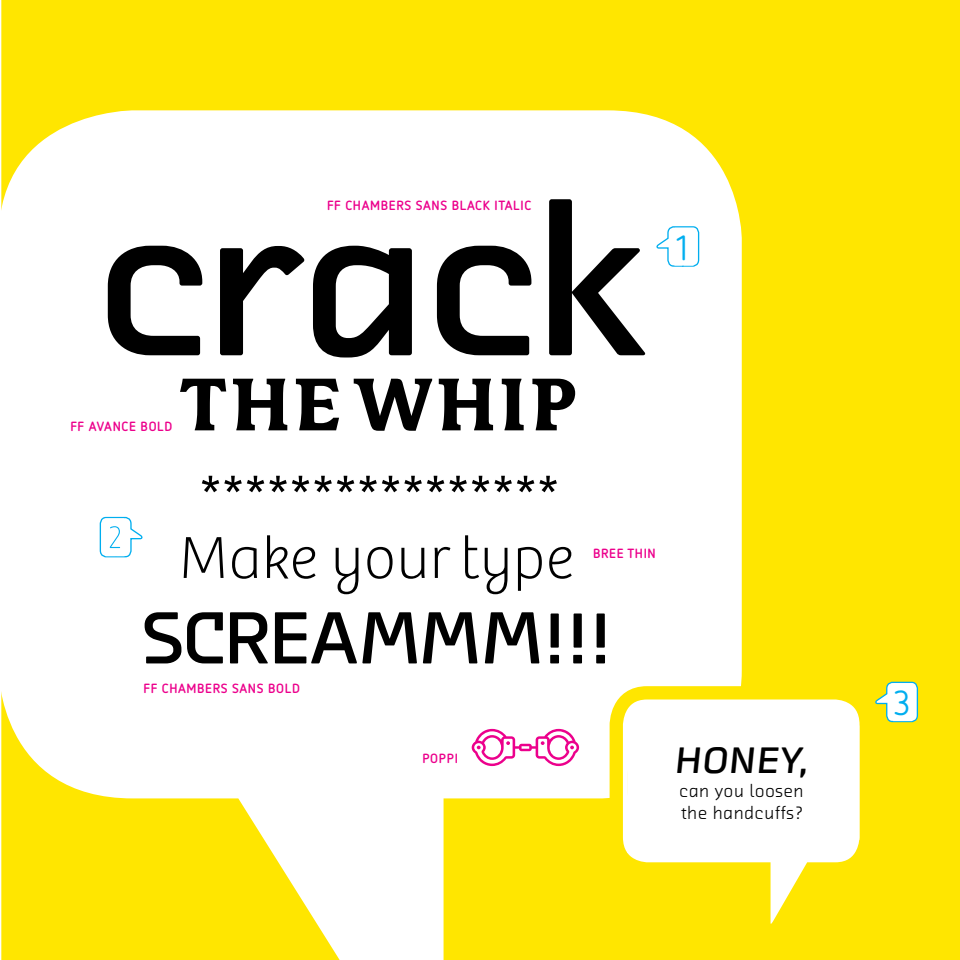 FF CHAMBERS SANS BLACK ITALIC
crack
1
THE WHIP
FF AVANCE BOLD
****************
2
Make your type
BREE THIN
SCREAMMM!!!
FF CHAMBERS SANS BOLD
3
POPPI
HONEY,
can you loosen
the handcuffs?